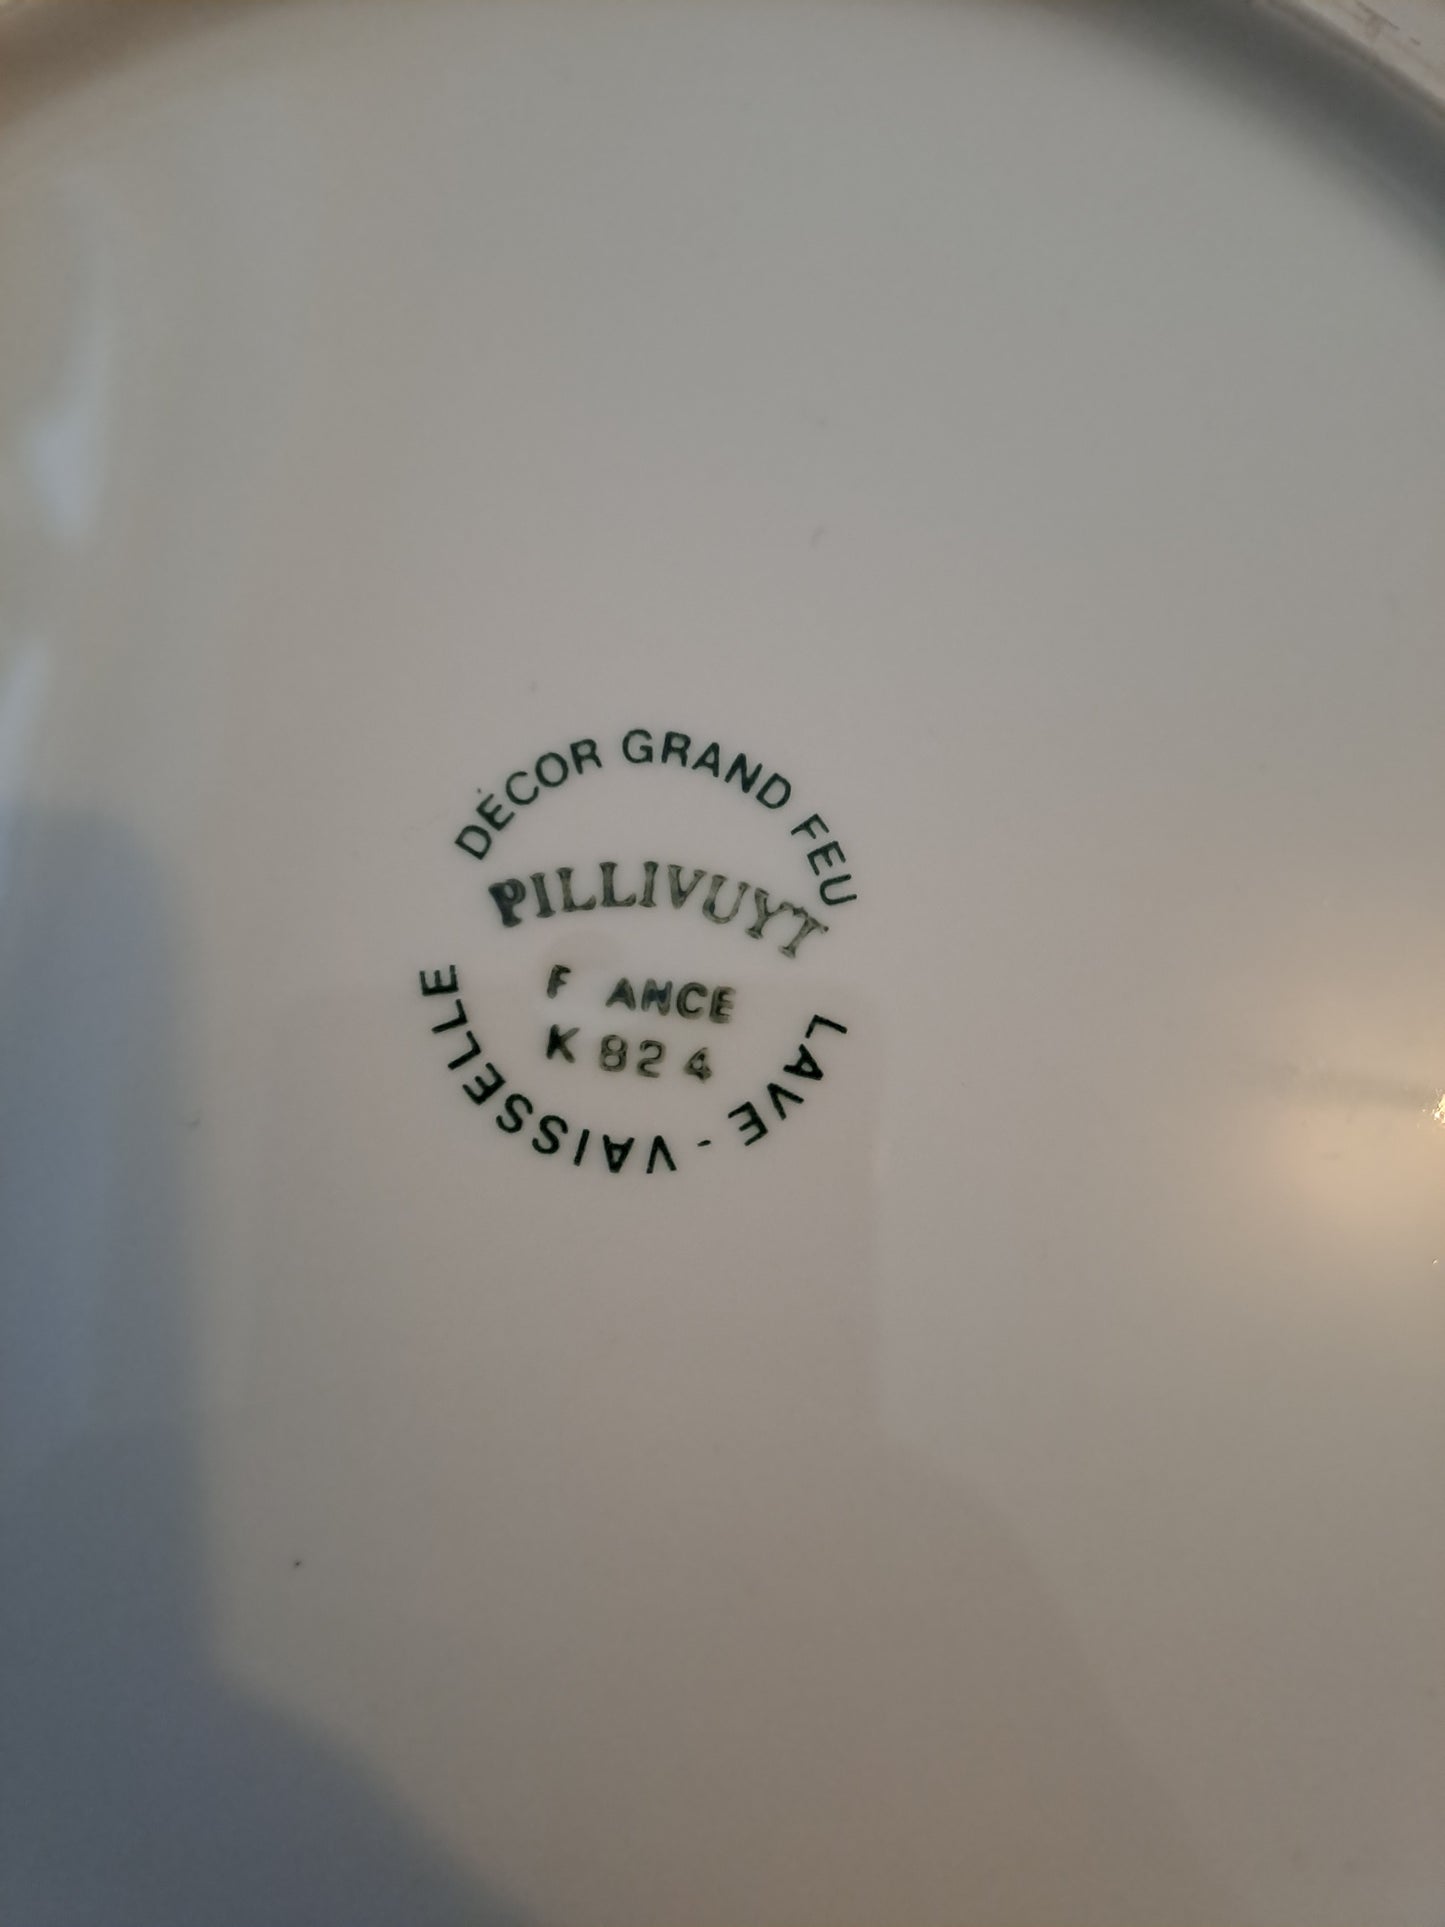 DÉCOR GRAND FEU
PILLIVUYT
F ANCE
K 824
LAVE - VAISSELLE